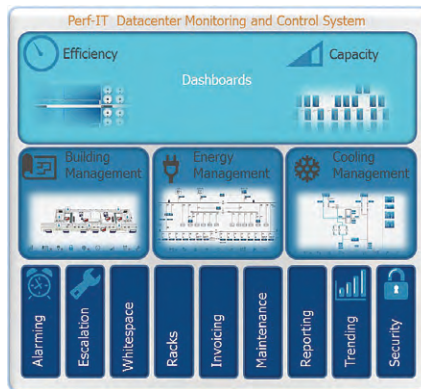 Perf-IT Datacenter Monitoring and Control System
Efficiency
Capacity
Dashboards
Building
Management
Energy
Management
Cooling
Management
Alarming
Escalation
Whitespace
Racks
Invoicing
Maintenance
Reporting
Trending
Security